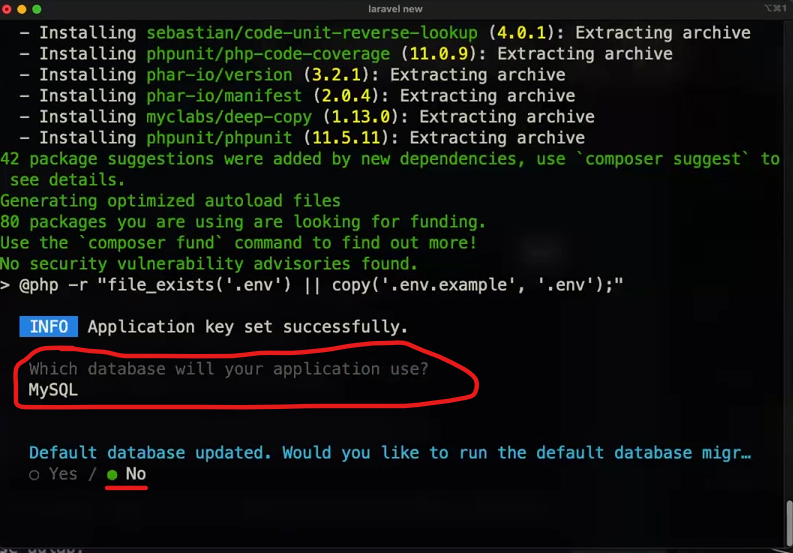 laravel new
⌥⌘1
- Installing sebastian/code-unit-reverse-lookup (4.0.1): Extracting archive
- Installing phpunit/php-code-coverage (11.0.9): Extracting archive
- Installing phar-io/version (3.2.1): Extracting archive
- Installing phar-io/manifest (2.0.4): Extracting archive
- Installing myclabs/deep-copy (1.13.0): Extracting archive
- Installing phpunit/phpunit (11.5.11): Extracting archive
42 package suggestions were added by new dependencies, use `composer suggest` to
see details.
Generating optimized autoload files
80 packages you are using are looking for funding.
Use the `composer fund` command to find out more!
No security vulnerability advisories found.
> @php -r "file_exists('.env') || copy('.env.example', '.env');"
INFO Application key set successfully.
Which database will your application use?
MySQL
Default database updated. Would you like to run the default database migr…
○ Yes / ● No